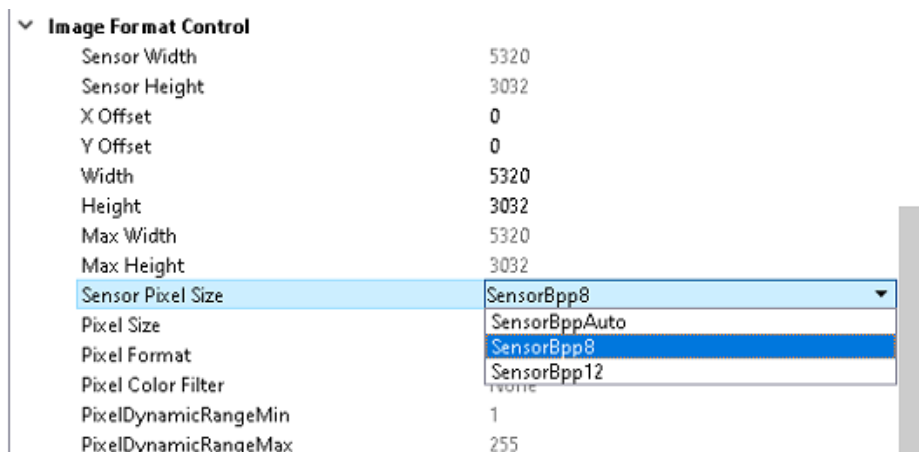 Image Format Control
Sensor Width 5320
Sensor Height 3032
X Offset 0
Y Offset 0
Width 5320
Height 3032
Max Width 5320
Max Height 3032
Sensor Pixel Size SensorBpp8
Pixel Size SensorBppAuto
Pixel Format SensorBpp8
SensorBpp12
Pixel Color Filter None
PixelDynamicRangeMin 1
PixelDynamicRangeMax 255